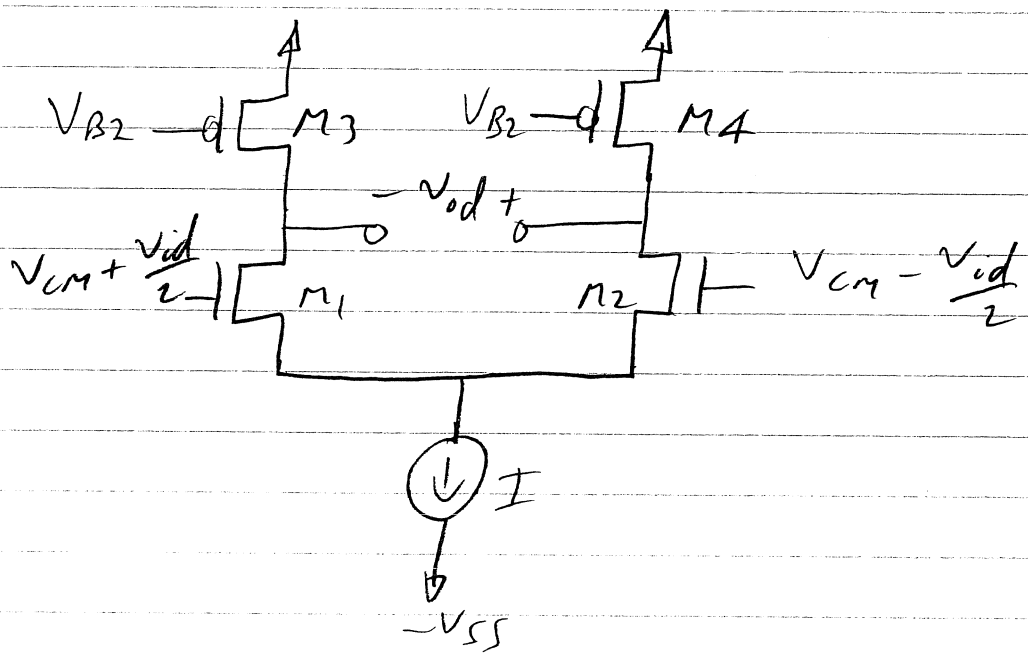 V_B2 M3 V_B2 M4
− v_od +
V_CM + v_id/2 M1 M2 V_CM − v_id/2
I
−V_SS